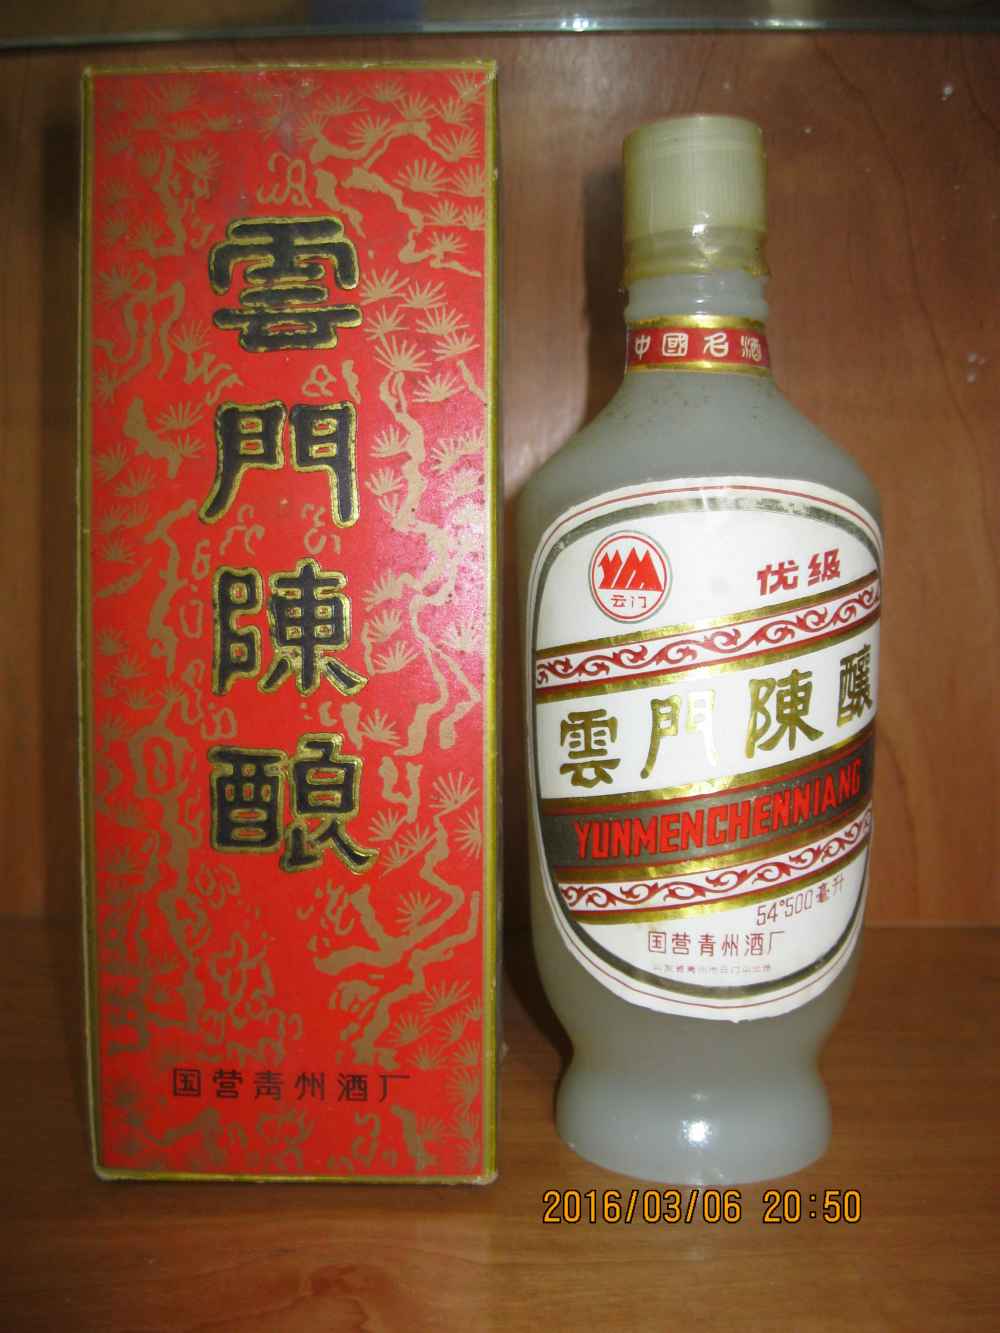 雲門陳酿
国营青州酒厂
中國名酒
云门
优级
雲門陳釀
YUNMENCHENNIANG
54°500毫升
国营青州酒厂
2016/03/06 20:50